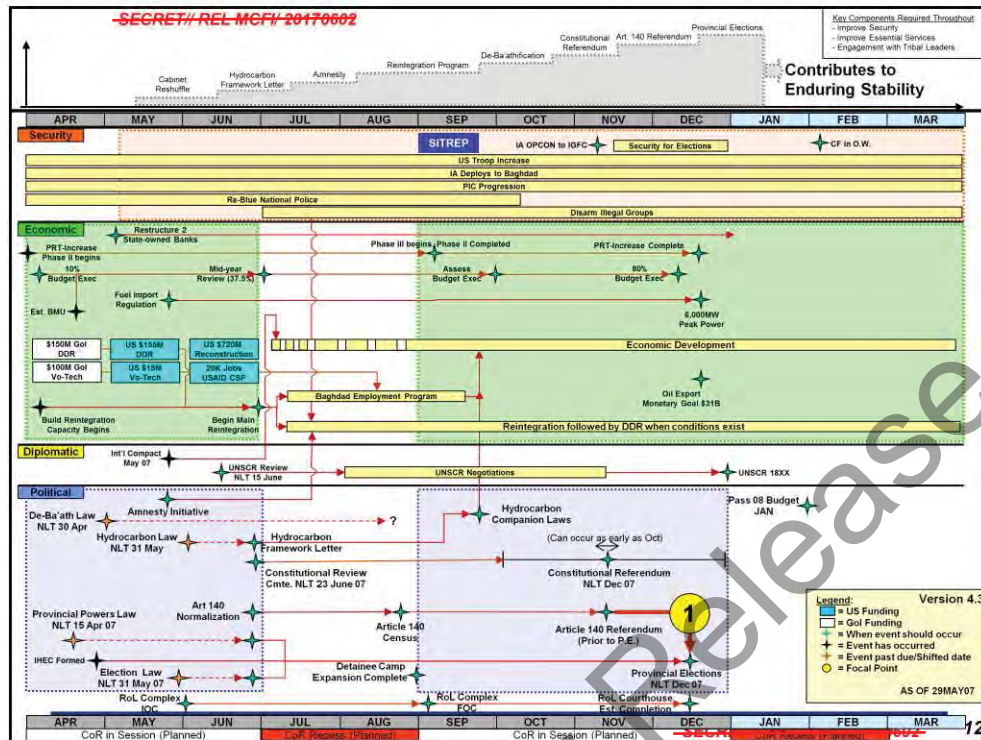 SECRET// REL MCFI// 20170602
Key Components Required Throughout
- Improve Security
- Improve Essential Services
- Engagement with Tribal Leaders
Provincial Elections
Art. 140 Referendum
Constitutional
Referendum
De-Ba'athification
Reintegration Program
Amnesty
Hydrocarbon
Framework Letter
Cabinet
Reshuffle
Contributes to
Enduring Stability
APR MAY JUN JUL AUG SEP OCT NOV DEC JAN FEB MAR
Security
SITREP
IA OPCON to IGFC
Security for Elections
CF in O.W.
US Troop Increase
IA Deploys to Baghdad
PIC Progression
Re-Blue National Police
Disarm Illegal Groups
Economic
Restructure 2
State-owned Banks
PRT-Increase
Phase II begins
Phase III begins
Phase II Completed
PRT-Increase Complete
10%
Budget Exec
Mid-year
Review (37.5%)
Assess
Budget Exec
80%
Budget Exec
Fuel Import
Regulation
Est. BMU
6,000MW
Peak Power
$150M GoI
DDR
US $155M
DDR
US $720M
Reconstruction
Economic Development
$100M GoI
Vo-Tech
US $15M
Vo-Tech
20K Jobs
USAID CSP
Baghdad Employment Program
Oil Export
Monetary Goal $31B
Build Reintegration
Capacity Begins
Begin Main
Reintegration
Reintegration followed by DDR when conditions exist
Diplomatic
Int'l Compact
May 07
UNSCR Review
NLT 15 June
UNSCR Negotiations
UNSCR 18XX
Political
Amnesty Initiative
De-Ba'ath Law
NLT 30 Apr
?
Hydrocarbon
Companion Laws
Pass 08 Budget
JAN
Hydrocarbon Law
NLT 31 May
Hydrocarbon
Framework Letter
(Can occur as early as Oct)
Constitutional Review
Cmte. NLT 23 June 07
Constitutional Referendum
NLT Dec 07
Provincial Powers Law
NLT 15 Apr 07
Art 140
Normalization
Article 140
Census
Article 140 Referendum
(Prior to P.E.)
1
IHEC Formed
Election Law
NLT 31 May 07
Detainee Camp
Expansion Complete
Provincial Elections
NLT Dec 07
RoL Complex
IOC
RoL Complex
FOC
RoL Courthouse
Est. Completion
Legend: Version 4.3
= US Funding
= GoI Funding
= When event should occur
= Event has occurred
= Event past due/Shifted date
= Focal Point
AS OF 29MAY07
APR MAY JUN JUL AUG SEP OCT NOV DEC JAN FEB MAR
CoR in Session (Planned) CoR Recess (Planned) CoR in Session (Planned) CoR Recess (Planned)
12
Release